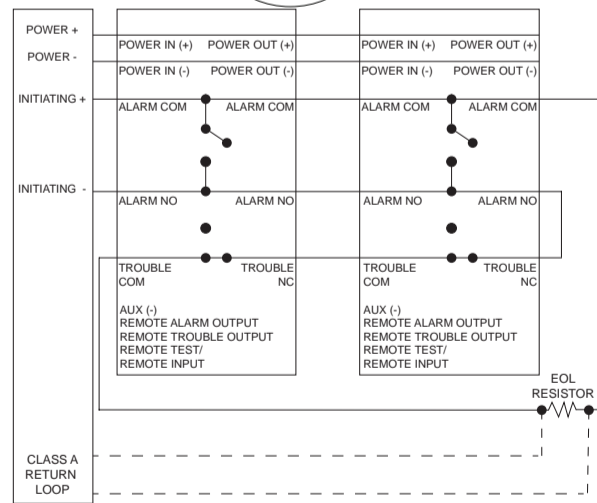 POWER +
POWER -
INITIATING +
INITIATING -
CLASS A
RETURN
LOOP
POWER IN (+) POWER OUT (+)
POWER IN (-) POWER OUT (-)
ALARM COM ALARM COM
ALARM NO ALARM NO
TROUBLE TROUBLE
COM NC
AUX (-)
REMOTE ALARM OUTPUT
REMOTE TROUBLE OUTPUT
REMOTE TEST/
REMOTE INPUT
POWER IN (+) POWER OUT (+)
POWER IN (-) POWER OUT (-)
ALARM COM ALARM COM
ALARM NO ALARM NO
TROUBLE TROUBLE
COM NC
AUX (-)
REMOTE ALARM OUTPUT
REMOTE TROUBLE OUTPUT
REMOTE TEST/
REMOTE INPUT
EOL
RESISTOR